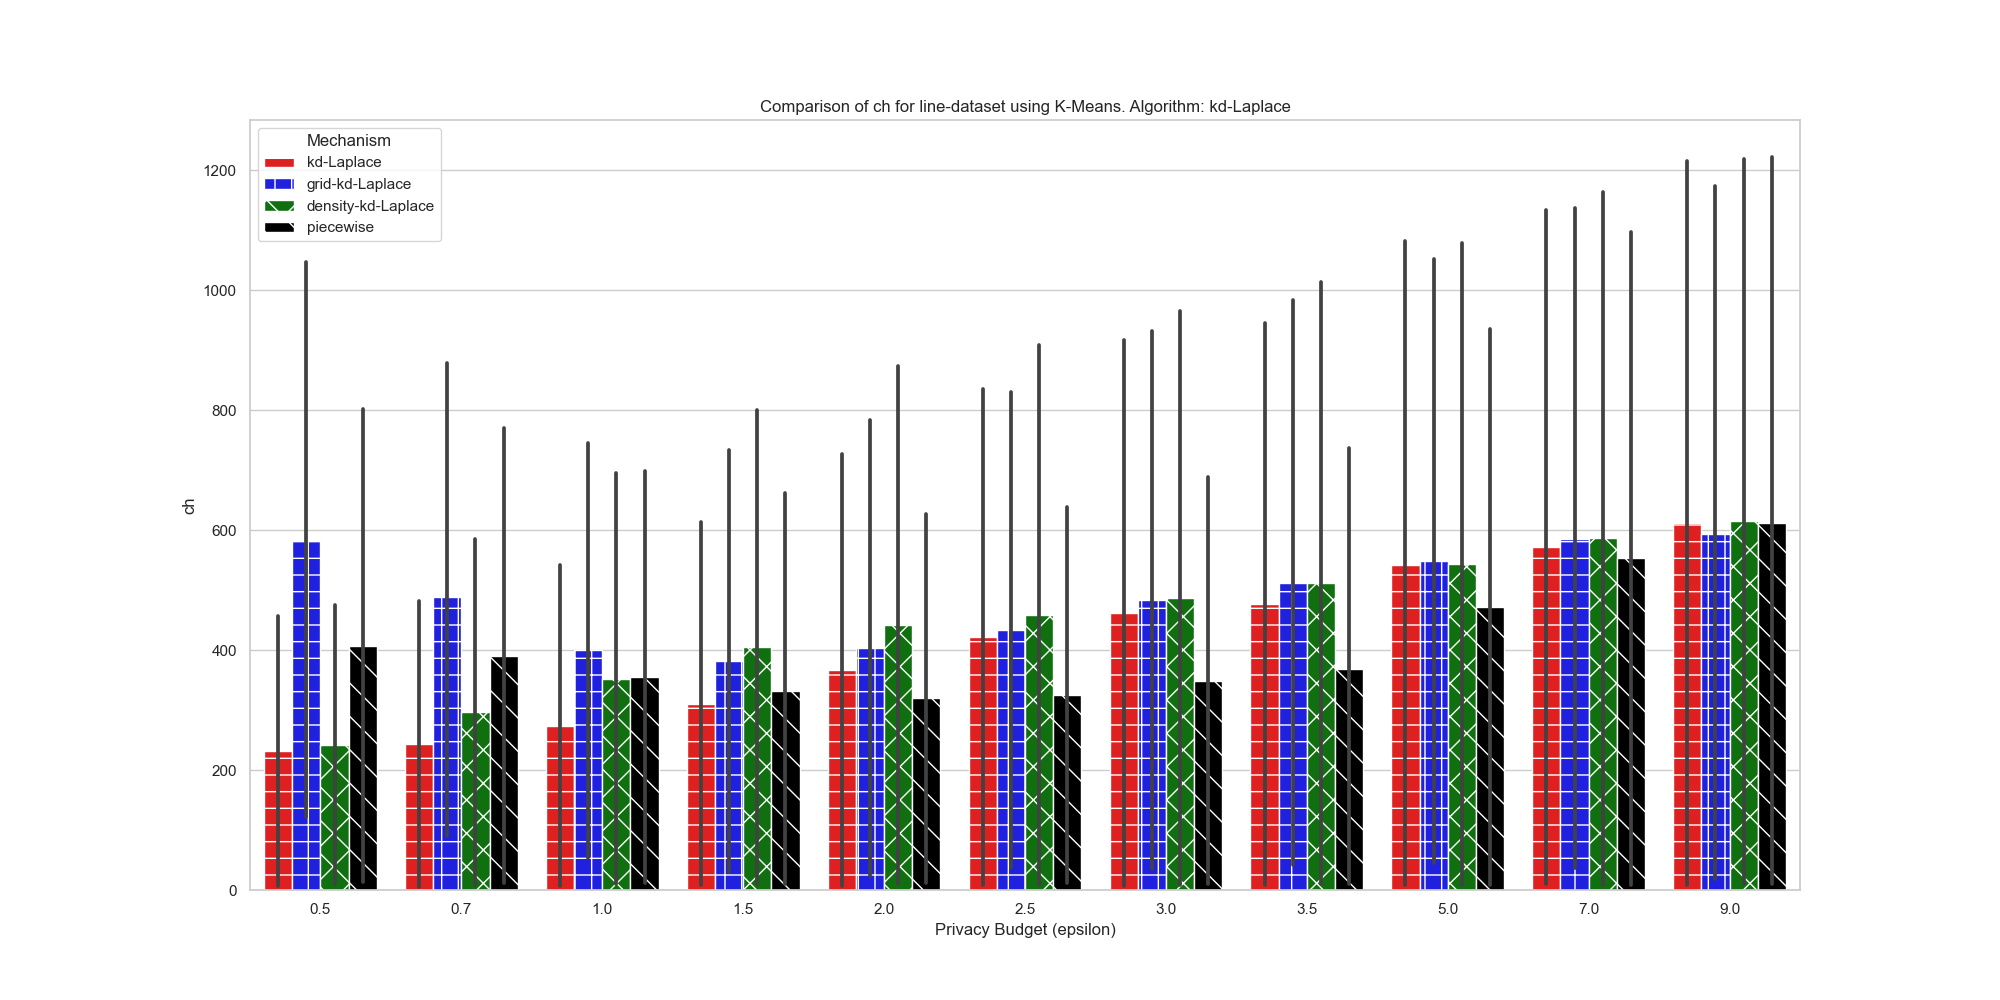 Comparison of ch for line-dataset using K-Means. Algorithm: kd-Laplace
Mechanism
kd-Laplace
grid-kd-Laplace
density-kd-Laplace
piecewise
1200
1000
800
600
400
200
0
ch
0.5 0.7 1.0 1.5 2.0 2.5 3.0 3.5 5.0 7.0 9.0
Privacy Budget (epsilon)